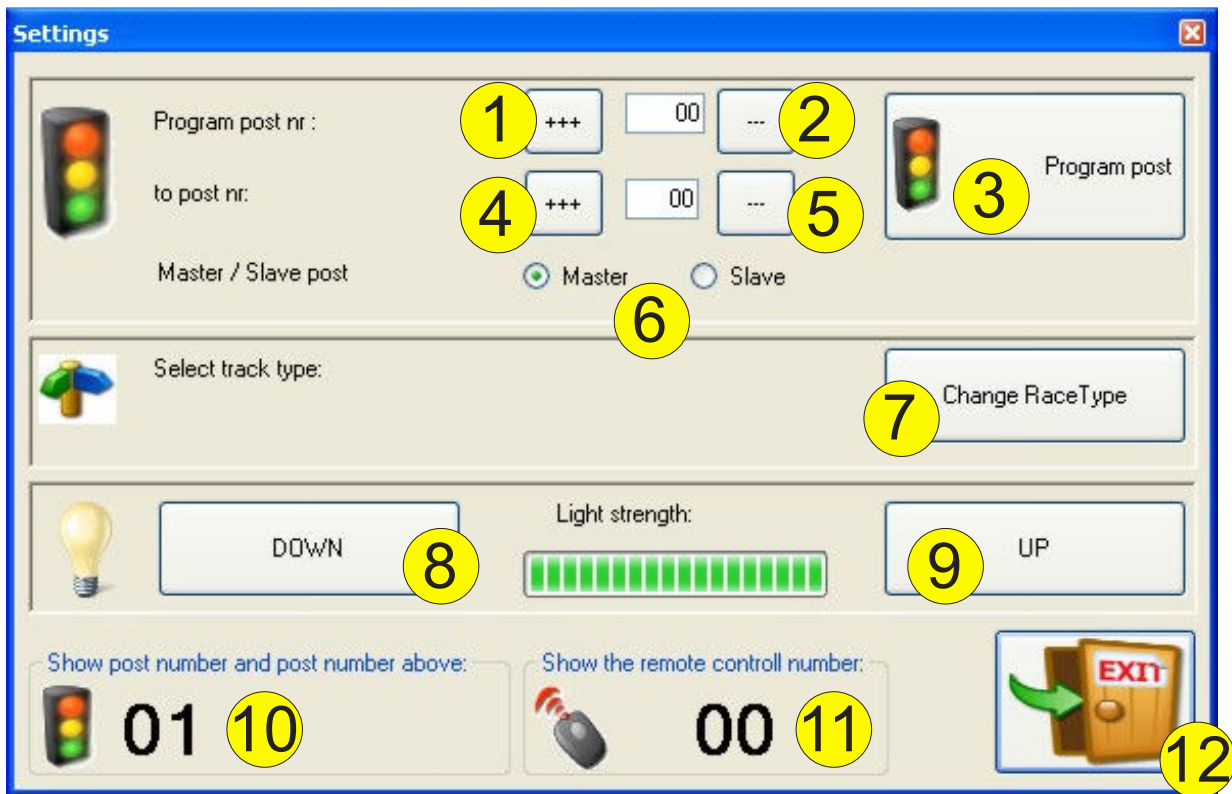 Settings
Program post nr :
1
+++
00
---
2
3
Program post
to post nr:
4
+++
00
---
5
Master / Slave post
Master
Slave
6
Select track type:
7
Change RaceType
DOWN
8
Light strength:
9
UP
Show post number and post number above:
01
10
Show the remote controll number:
00
11
EXIT
12